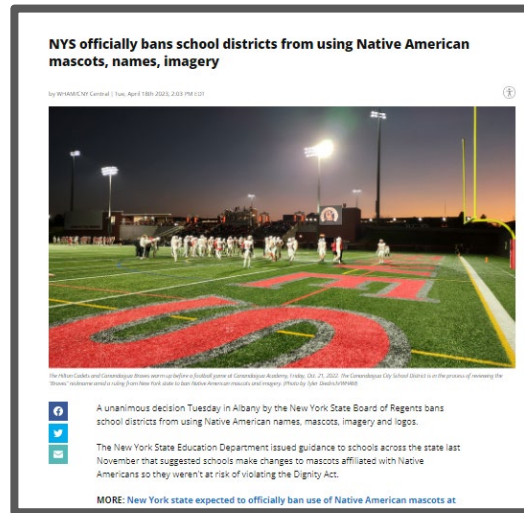 NYS officially bans school districts from using Native American
mascots, names, imagery
by WHAM/CNY Central | Tue, April 18th 2023, 2:03 PM EDT
The Hilton Cadets and Canandaigua Braves warm up before a football game at Canandaigua Academy, Friday, Oct. 21, 2022. The Canandaigua City School District is in the process of reviewing the
"Braves" nickname amid a ruling from New York state to ban Native American mascots and imagery. (Photo by Tyler Diedrich/WHAM)
A unanimous decision Tuesday in Albany by the New York State Board of Regents bans
school districts from using Native American names, mascots, imagery and logos.
The New York State Education Department issued guidance to schools across the state last
November that suggested schools make changes to mascots affiliated with Native
Americans so they weren't at risk of violating the Dignity Act.
MORE: New york state expected to officially ban use of Native American mascots at